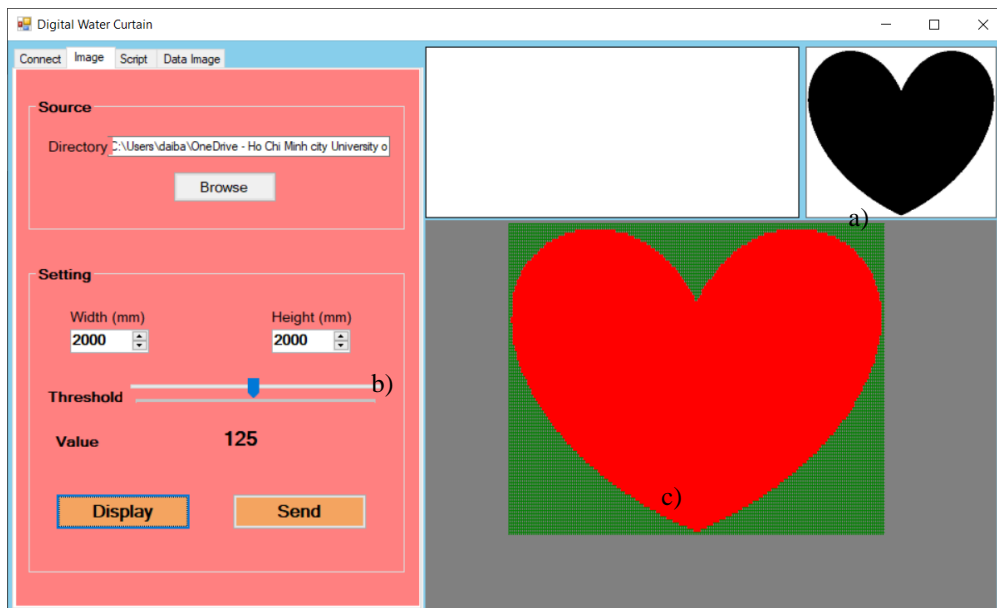 Digital Water Curtain
Connect Image Script Data Image
Source
Directory C:\Users\daiba\OneDrive - Ho Chi Minh city University o
Browse
a)
Setting
Width (mm) Height (mm)
2000 2000
b)
Threshold
Value 125
c)
Display Send